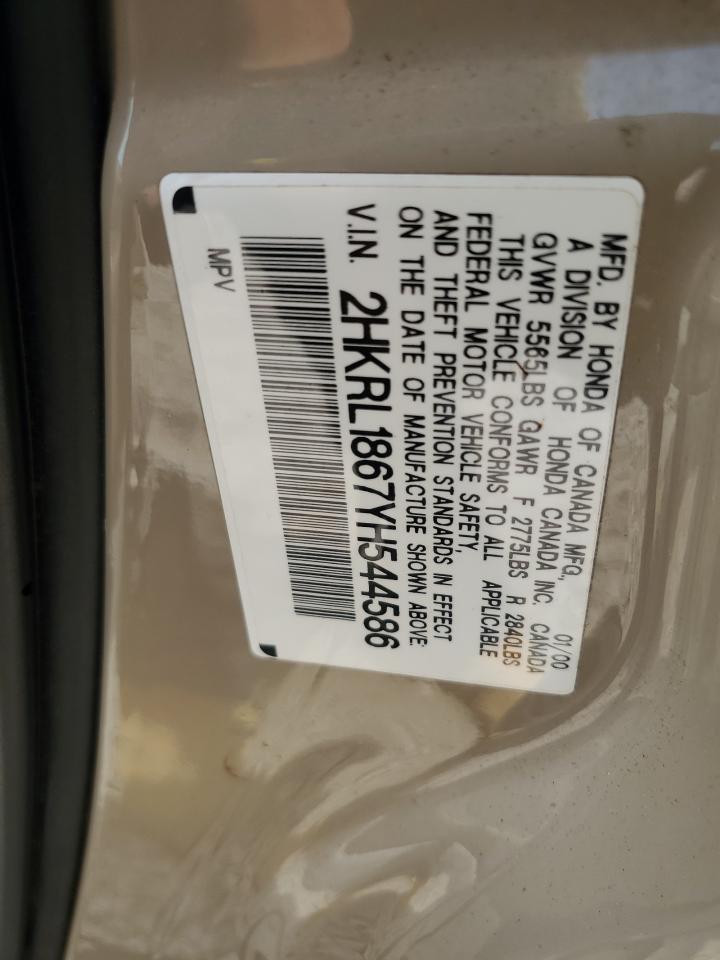 MFD. BY HONDA OF CANADA MFG., 01/00
A DIVISION OF HONDA CANADA INC. CANADA
GVWR 5565LBS GAWR F 2775LBS R 2840LBS
THIS VEHICLE CONFORMS TO ALL APPLICABLE
FEDERAL MOTOR VEHICLE SAFETY,
AND THEFT PREVENTION STANDARDS IN EFFECT
ON THE DATE OF MANUFACTURE SHOWN ABOVE.
V.I.N. 2HKRL1867YH544586
MPV